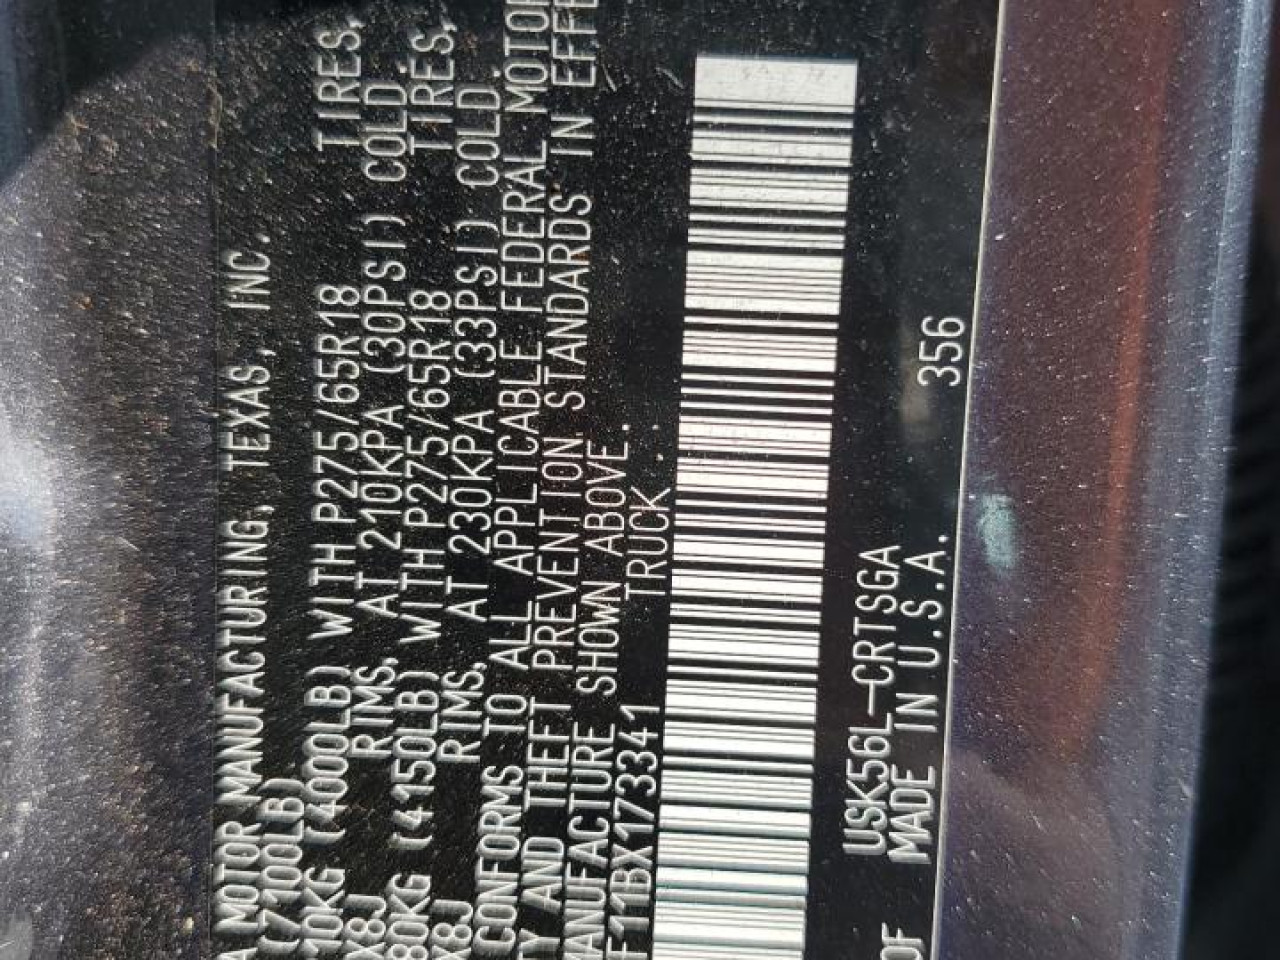 A MOTOR MANUFACTURING, TEXAS, INC.
(7100LB)
10KG (4000LB) WITH P275/65R18 TIRES,
X8J RIMS, AT 210KPA (30PSI) COLD
80KG (4150LB) WITH P275/65R18 TIRES,
X8J RIMS, AT 230KPA (33PSI) COLD
CONFORMS TO ALL APPLICABLE FEDERAL MOTOR
TY AND THEFT PREVENTION STANDARDS IN EFFE
MANUFACTURE SHOWN ABOVE.
F11BX17334 TRUCK
USK56L-CRTSGA
OF MADE IN U.S.A. 356